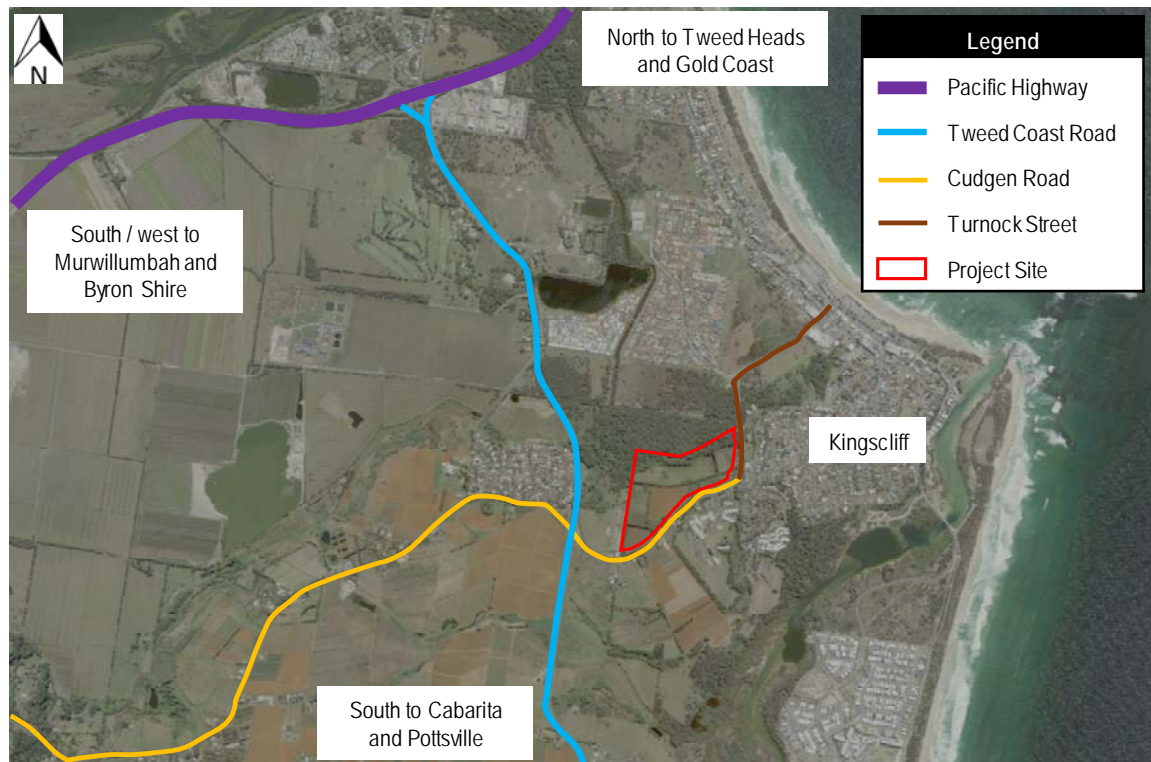 N
North to Tweed Heads
and Gold Coast
Legend
Pacific Highway
Tweed Coast Road
Cudgen Road
Turnock Street
Project Site
South / west to
Murwillumbah and
Byron Shire
Kingscliff
South to Cabarita
and Pottsville